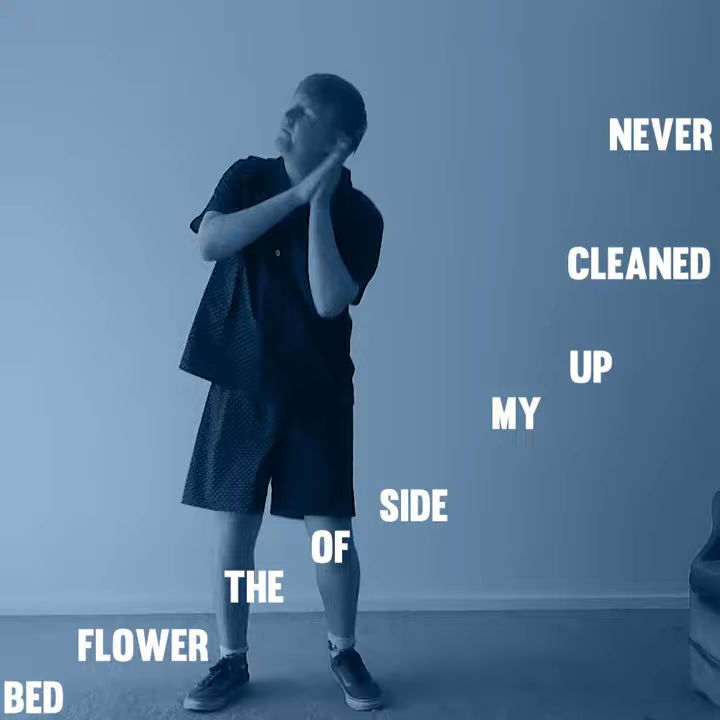 NEVER
CLEANED
UP
MY
SIDE
OF
THE
FLOWER
BED